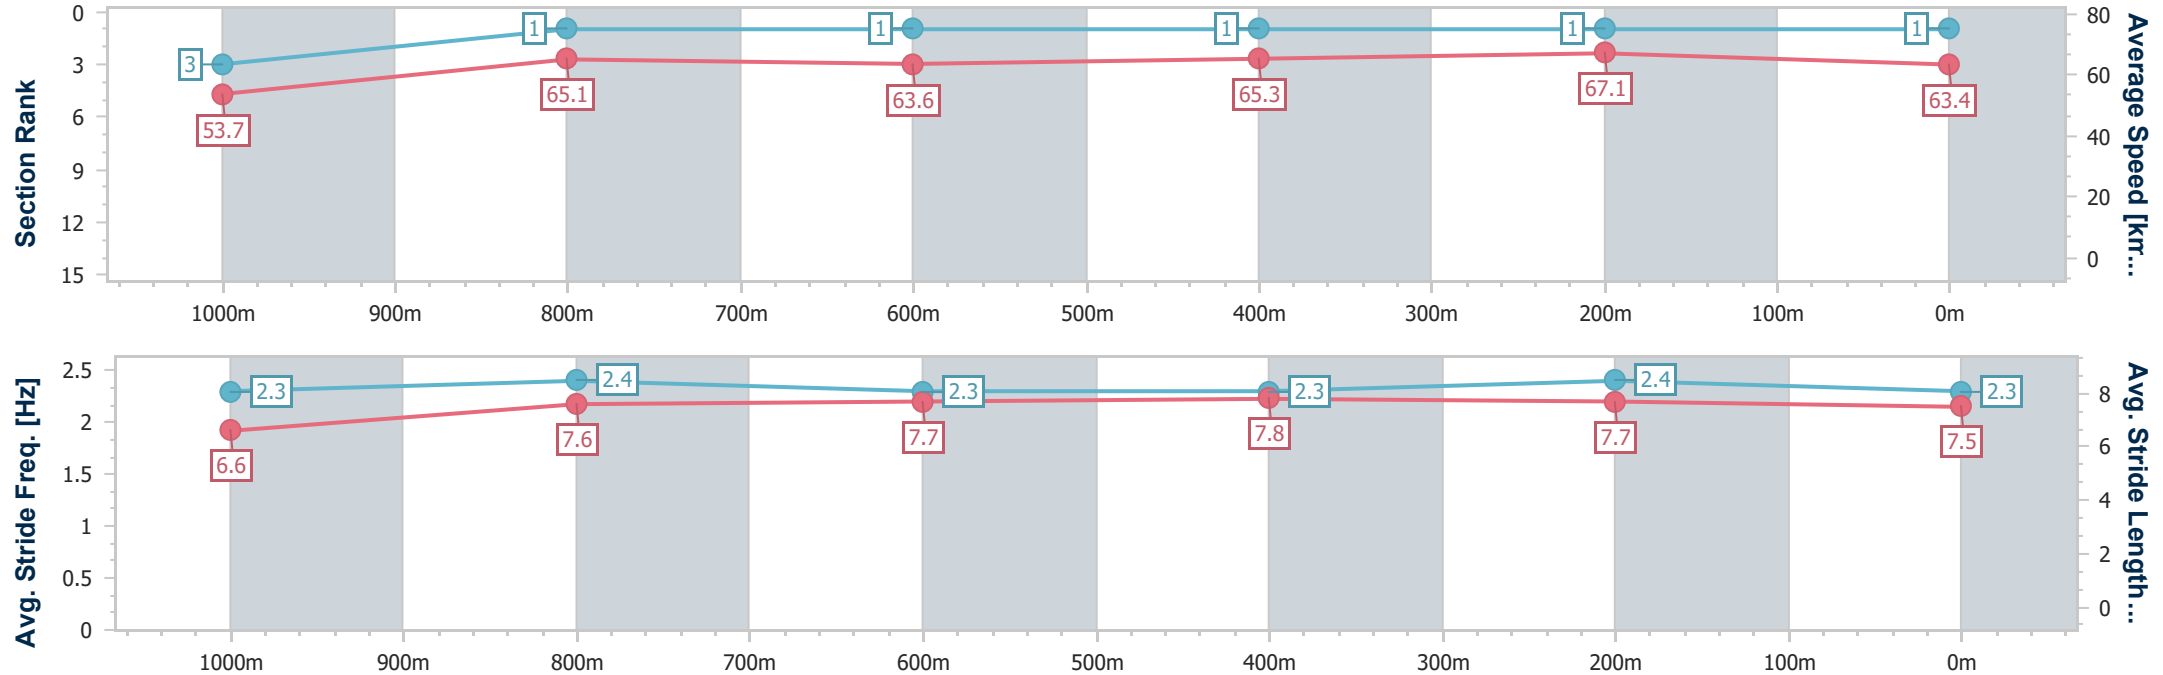 Section Rank
0
3
6
9
12
15
3
1
1
1
1
1
53.7
65.1
63.6
65.3
67.1
63.4
80
60
40
20
0
Average Speed [km...
1000m
900m
800m
700m
600m
500m
400m
300m
200m
100m
0m
Avg. Stride Freq. [Hz]
2.5
2
1.5
1
0.5
0
2.3
2.4
2.3
2.3
2.4
2.3
6.6
7.6
7.7
7.8
7.7
7.5
8
6
4
2
0
Avg. Stride Length...
1000m
900m
800m
700m
600m
500m
400m
300m
200m
100m
0m